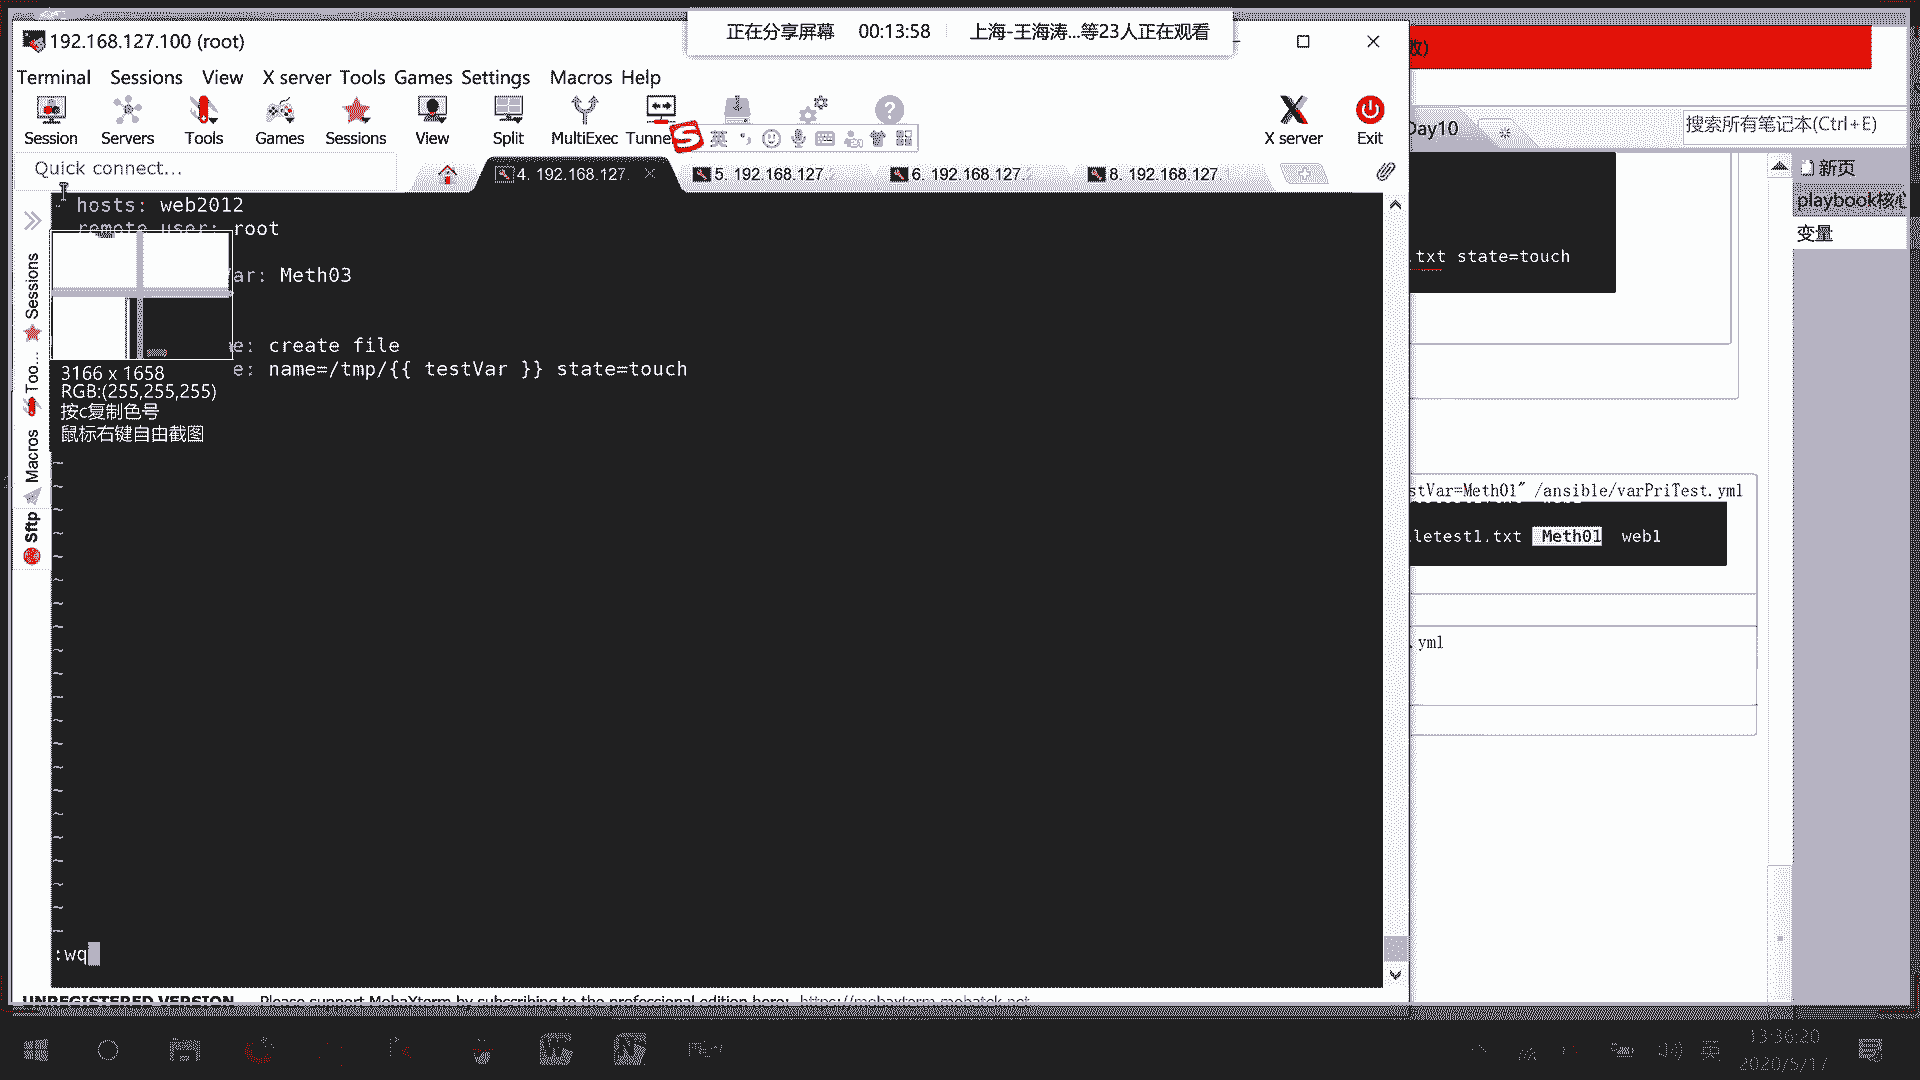 正在分享屏幕 00:13:58 上海-王海涛...等23人正在观看
192.168.127.100 (root)
Terminal Sessions View X server Tools Games Settings Macros Help
Session Servers Tools Games Sessions View Split MultiExec Tunne X server Exit
英
Quick connect...
4. 192.168.127. 5. 192.168.127. 6. 192.168.127. 8. 192.168.127.
Sessions
Too...
Macros
Sftp
- hosts: web2012
remote_user: root
ar: Meth03
e: create file
e: name=/tmp/{{ testVar }} state=touch
3166 x 1658
RGB:(255,255,255)
按c复制色号
鼠标右键自由截图
:wq
UNREGISTERED VERSION - Please support MobaXterm by subscribing to the professional edition here: https://mobaxterm.mobatek.net
Day10
搜索所有笔记本(Ctrl+E)
新页
playbook核心
变量
.txt state=touch
stVar=Meth01" /ansible/varPriTest.yml
letest1.txt Meth01 web1
.yml
英
13:36:20
2020/5/17